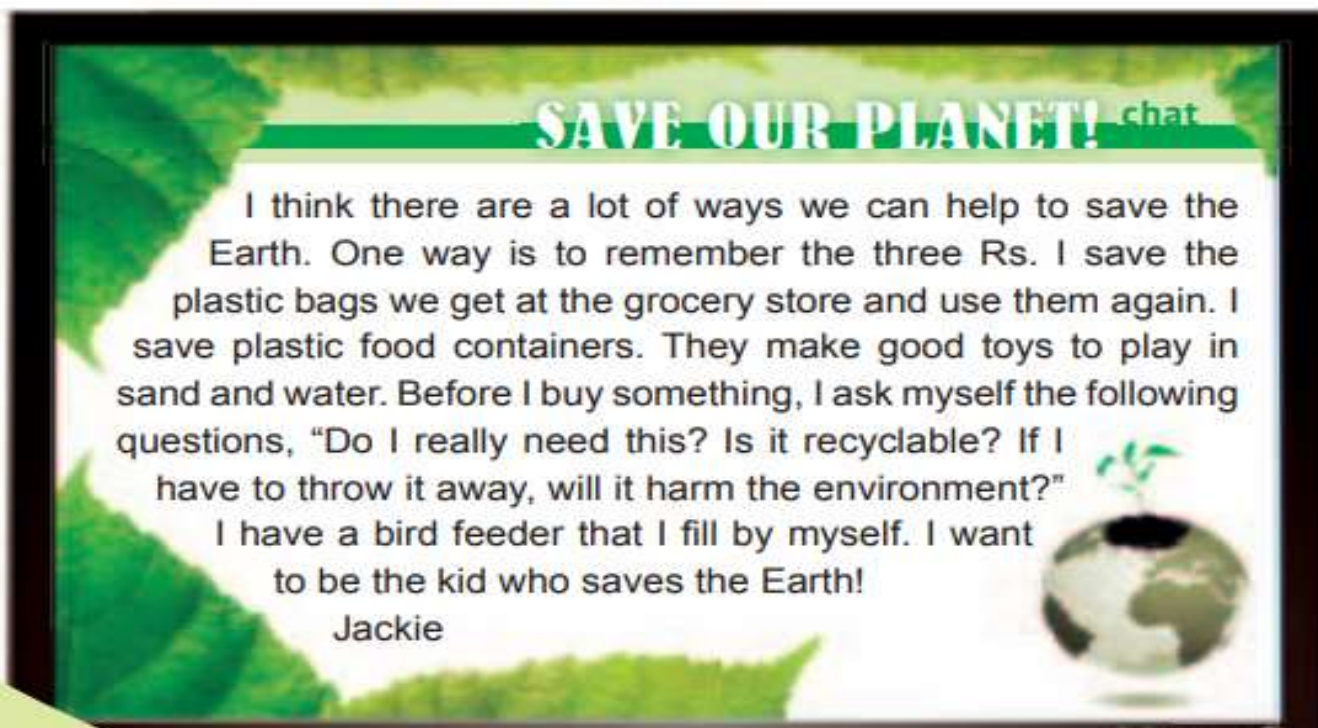 SAVE OUR PLANET! chat
I think there are a lot of ways we can help to save the
Earth. One way is to remember the three Rs. I save the
plastic bags we get at the grocery store and use them again. I
save plastic food containers. They make good toys to play in
sand and water. Before I buy something, I ask myself the following
questions, “Do I really need this? Is it recyclable? If I
have to throw it away, will it harm the environment?”
I have a bird feeder that I fill by myself. I want
to be the kid who saves the Earth!
Jackie